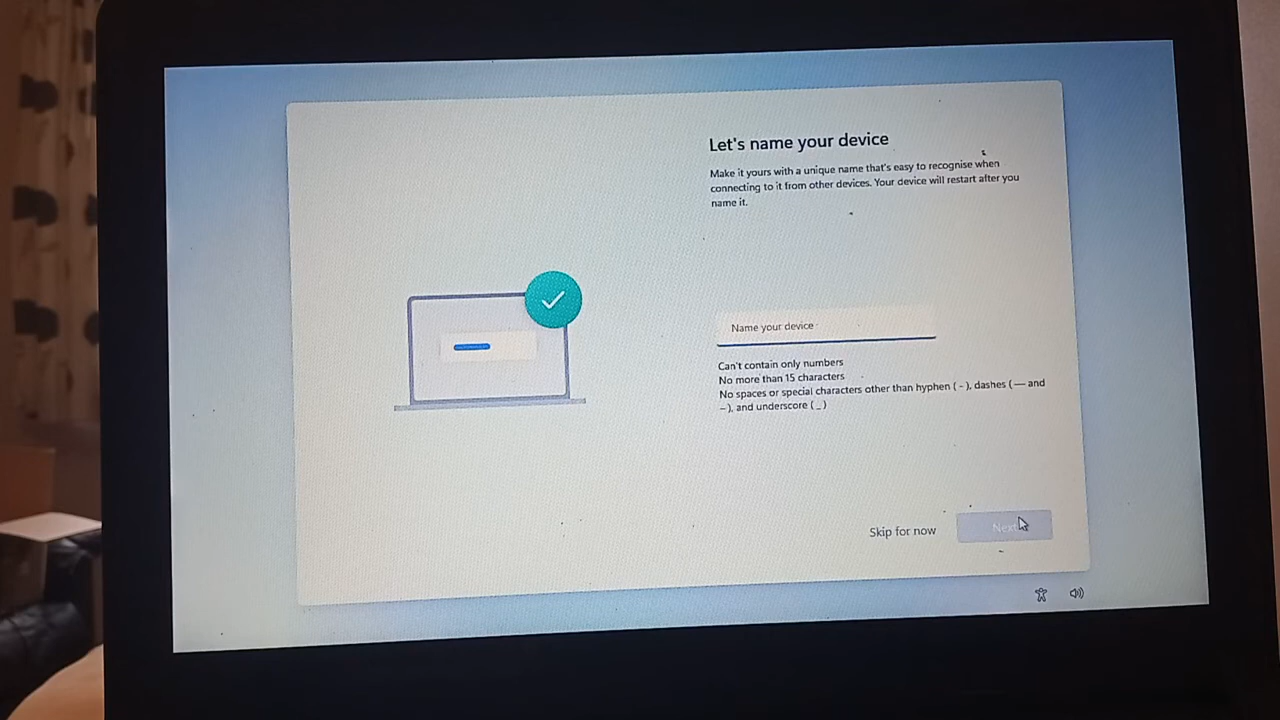 Let's name your device
Make it yours with a unique name that's easy to recognise when
connecting to it from other devices. Your device will restart after you
name it.
Name your device
Can't contain only numbers
No more than 15 characters
No spaces or special characters other than hyphen ( - ), dashes (— and
–), and underscore ( _ )
Skip for now
Next